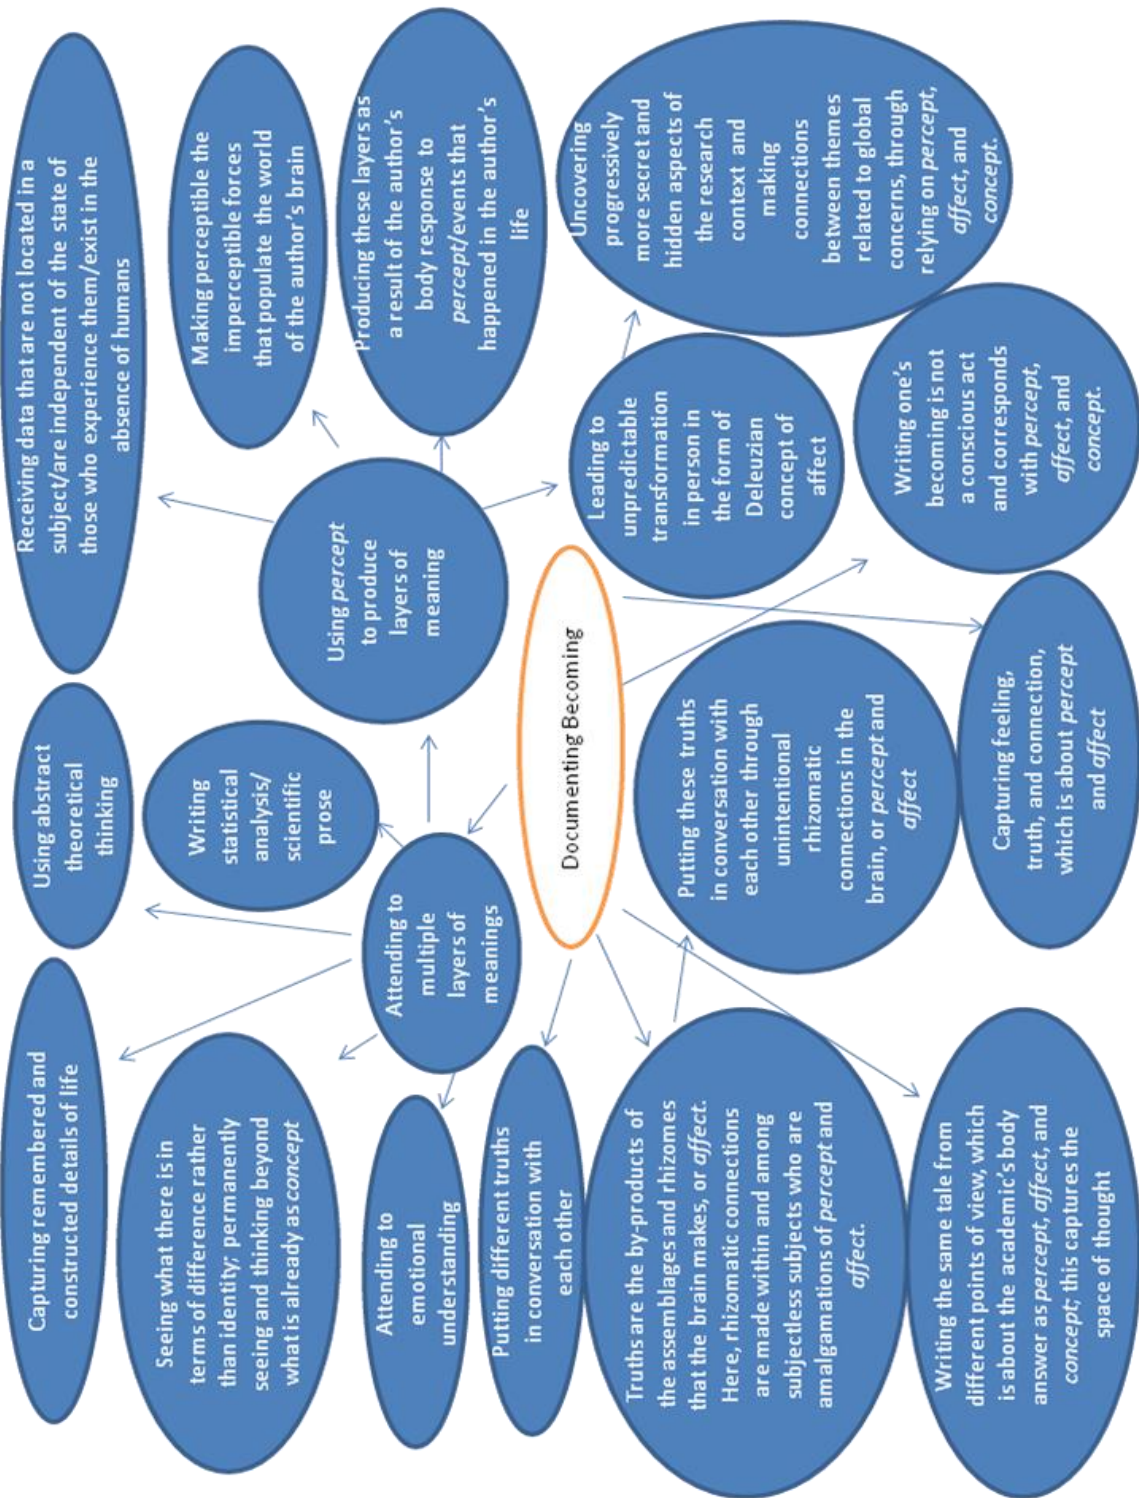 Capturing remembered and
constructed details of life
Using abstract
theoretical
thinking
Receiving data that are not located in a
subject/are independent of the state of
those who experience them/exist in the
absence of humans
Seeing what there is in
terms of difference rather
than identity; permanently
seeing and thinking beyond
what is already as concept
Writing
statistical
analysis/
scientific
prose
Making perceptible the
imperceptible forces
that populate the world
of the author's brain
Attending to
emotional
understanding
Attending to
multiple
layers of
meanings
Using percept
to produce
layers of
meaning
Producing these layers as
a result of the author's
body response to
percept/events that
happened in the author's
life
Putting different truths
in conversation with
each other
Documenting Becoming
Leading to
unpredictable
transformation
in person in
the form of
Deleuzian
concept of
affect
Uncovering
progressively
more secret and
hidden aspects of
the research
context and
making
connections
between themes
related to global
concerns, through
relying on percept,
affect, and
concept.
Truths are the by-products of
the assemblages and rhizomes
that the brain makes, or affect.
Here, rhizomatic connections
are made within and among
subjectless subjects who are
amalgamations of percept and
affect.
Putting these truths
in conversation with
each other through
unintentional
rhizomatic
connections in the
brain, or percept and
affect
Writing one's
becoming is not
a conscious act
and corresponds
with percept,
affect, and
concept.
Writing the same tale from
different points of view, which
is about the academic's body
answer as percept, affect, and
concept; this captures the
space of thought
Capturing feeling,
truth, and connection,
which is about percept
and affect